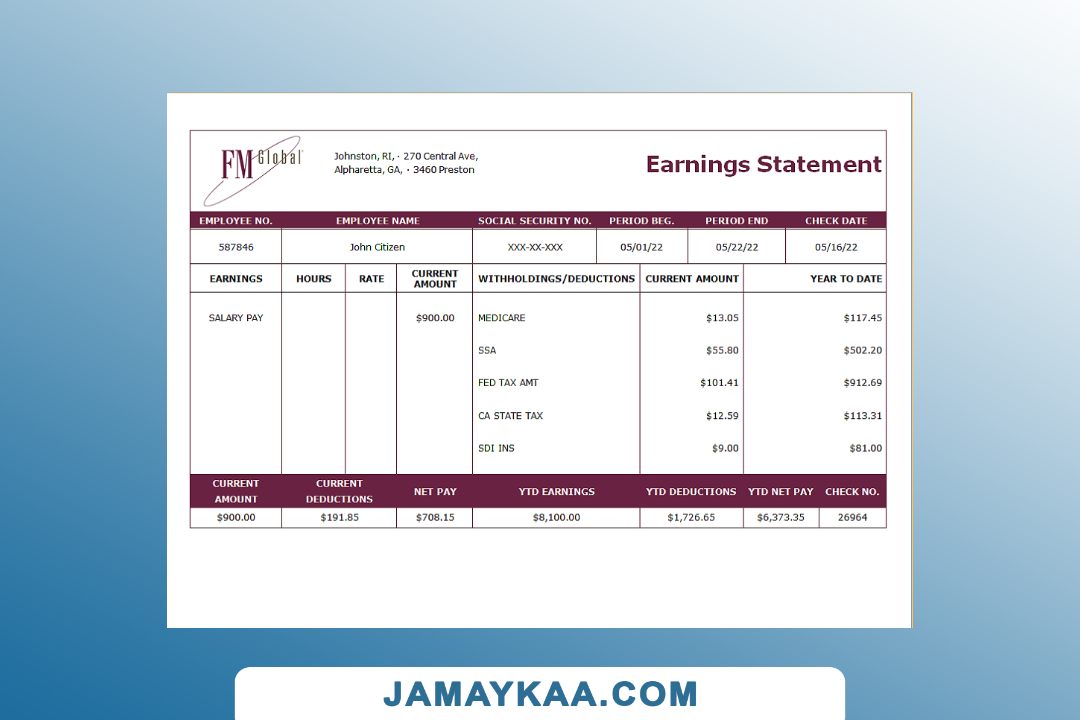 FM Global
Johnston, RI, · 270 Central Ave,
Alpharetta, GA, · 3460 Preston
Earnings Statement
EMPLOYEE NO. EMPLOYEE NAME SOCIAL SECURITY NO. PERIOD BEG. PERIOD END CHECK DATE
587846 John Citizen XXX-XX-XXX 05/01/22 05/22/22 05/16/22
EARNINGS HOURS RATE CURRENT AMOUNT WITHHOLDINGS/DEDUCTIONS CURRENT AMOUNT YEAR TO DATE
SALARY PAY $900.00 MEDICARE $13.05 $117.45
SSA $55.80 $502.20
FED TAX AMT $101.41 $912.69
CA STATE TAX $12.59 $113.31
SDI INS $9.00 $81.00
CURRENT AMOUNT CURRENT DEDUCTIONS NET PAY YTD EARNINGS YTD DEDUCTIONS YTD NET PAY CHECK NO.
$900.00 $191.85 $708.15 $8,100.00 $1,726.65 $6,373.35 26964
JAMAYKAA.COM